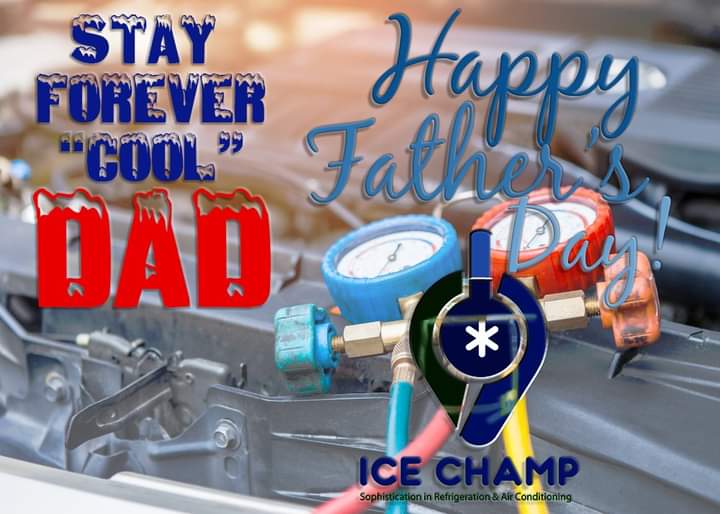 STAY
FOREVER
"COOL"
DAD
Happy
Father's
Day!
*
ICE CHAMP
Sophistication in Refrigeration & Air Conditioning